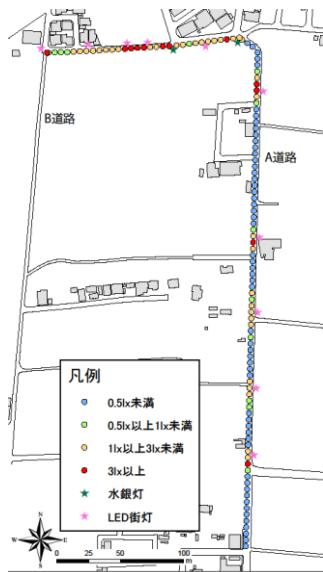 B道路
A道路
凡例
0.5lx未満
0.5lx以上1lx未満
1lx以上3lx未満
3lx以上
水銀灯
LED街灯
N
W E
S
0 25 50 100
m